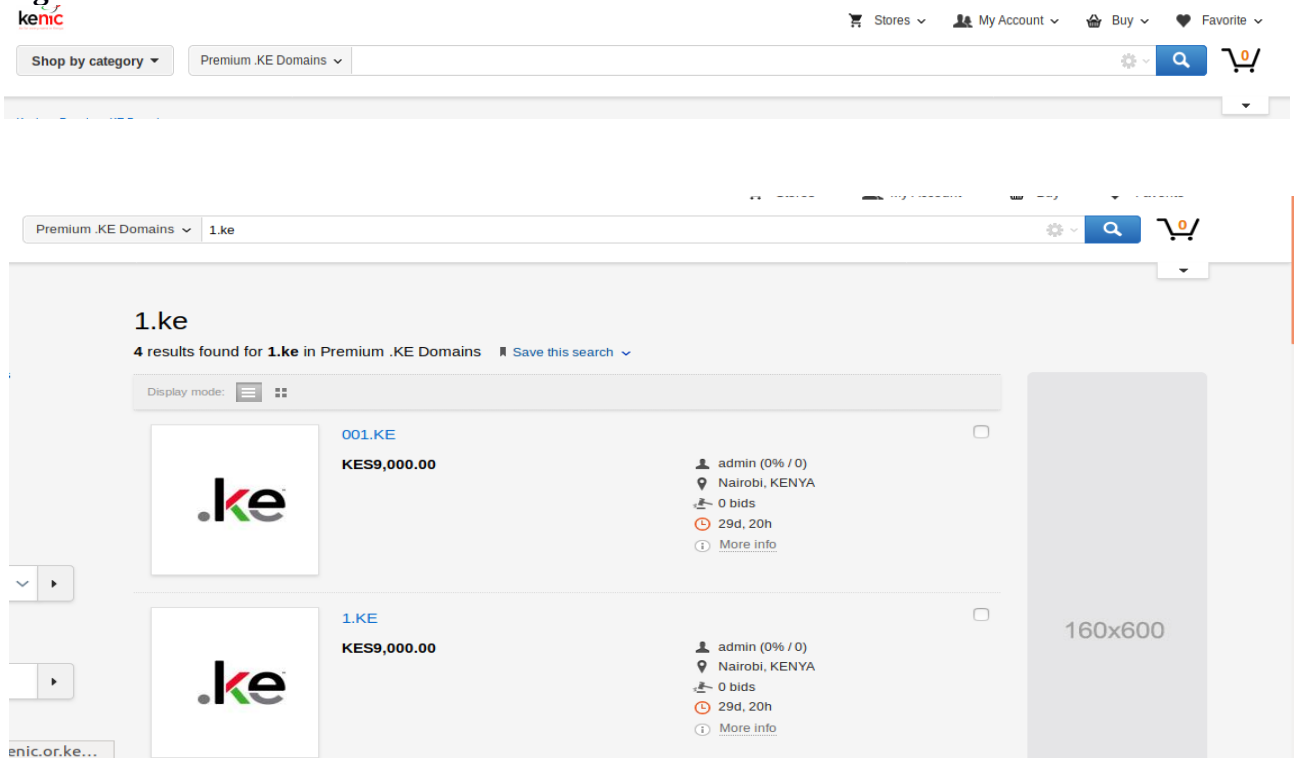 kenic
Stores My Account Buy Favorite
Shop by category Premium .KE Domains 0
Premium .KE Domains 1.ke 0
1.ke
4 results found for 1.ke in Premium .KE Domains Save this search
Display mode:
001.KE
KES9,000.00
.ke
admin (0% / 0)
Nairobi, KENYA
0 bids
29d, 20h
More info
1.KE
KES9,000.00
.ke
admin (0% / 0)
Nairobi, KENYA
0 bids
29d, 20h
More info
160x600
enic.or.ke...